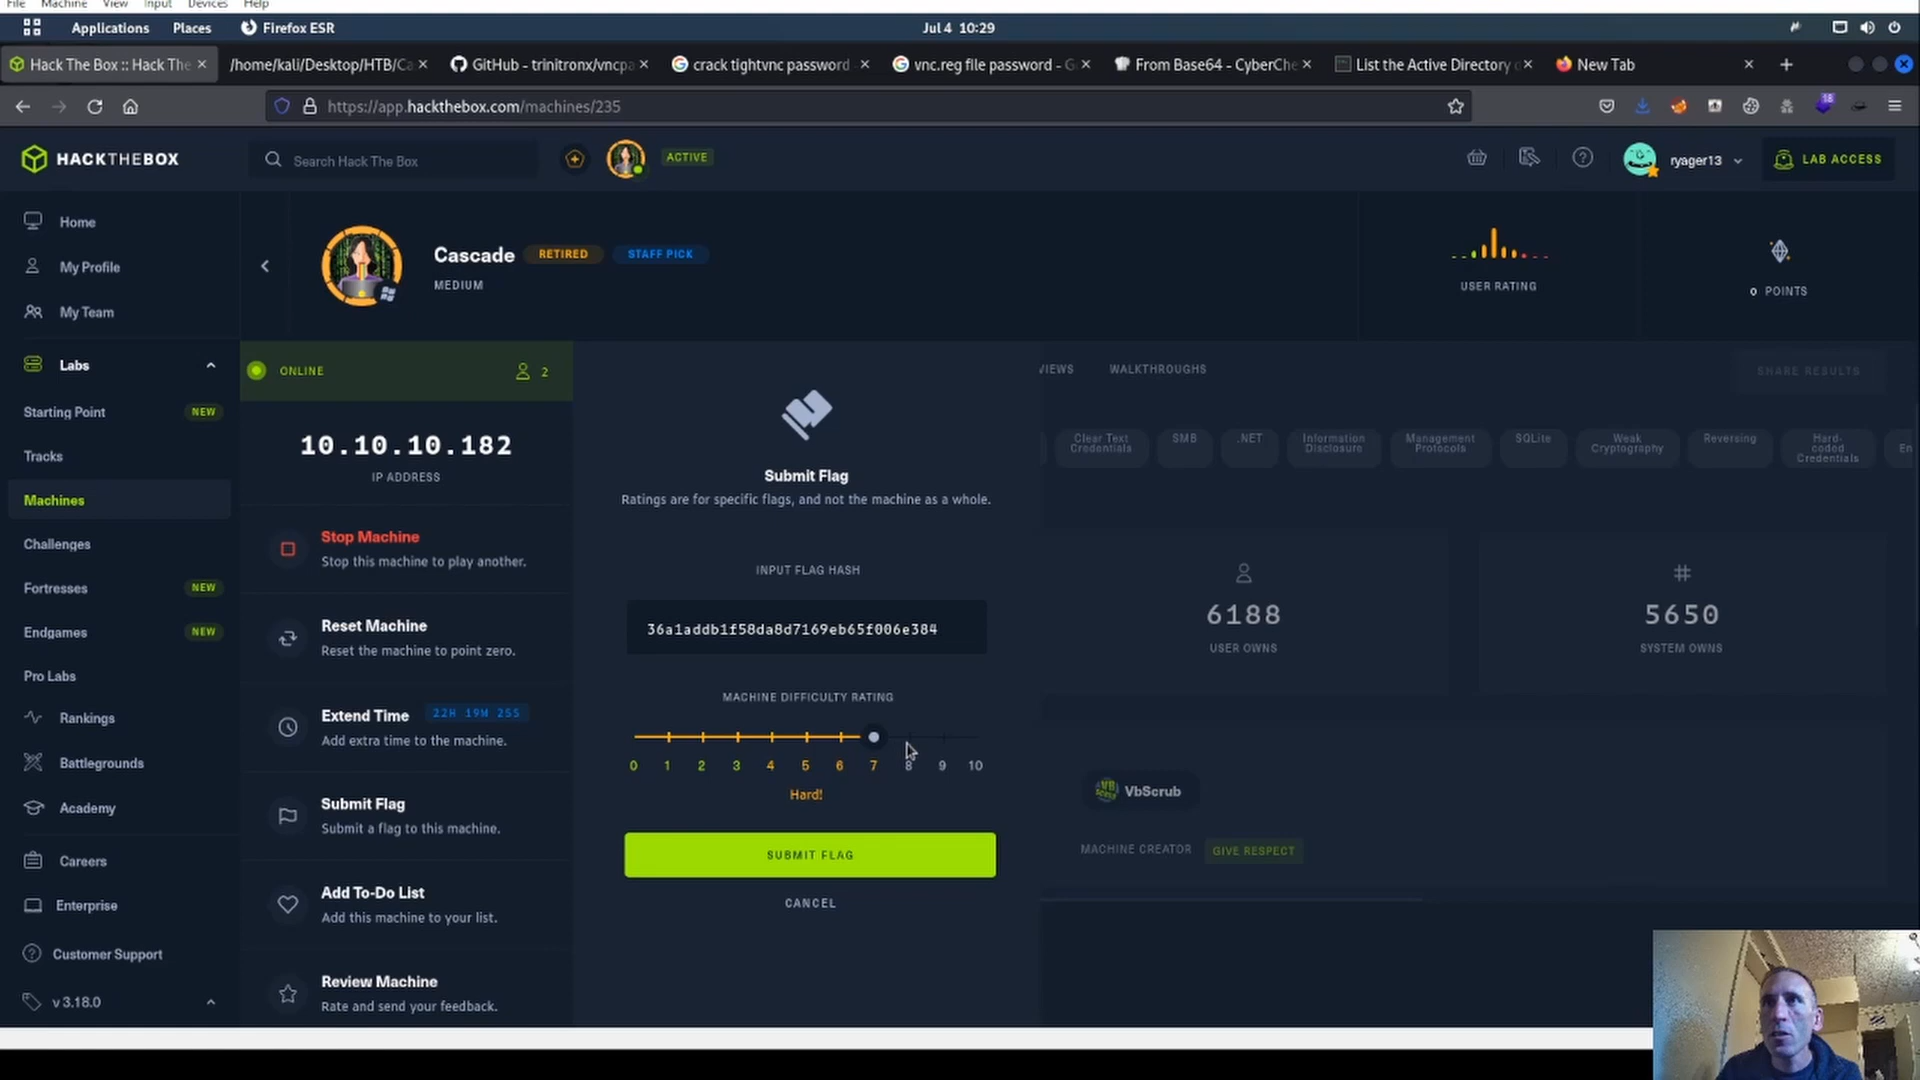 File Machine View Input Devices Help
Applications Places Firefox ESR Jul 4 10:29
Hack The Box :: Hack The
/home/kali/Desktop/HTB/Ca
GitHub - trinitronx/vncpa
crack tightvnc password
vnc.reg file password - G
From Base64 - CyberChe
List the Active Directory
New Tab
https://app.hackthebox.com/machines/235
18
HACKTHEBOX
Search Hack The Box
ACTIVE
ryager13
LAB ACCESS
Home
My Profile
My Team
Labs
Starting Point NEW
Tracks
Machines
Challenges
Fortresses NEW
Endgames NEW
Pro Labs
Rankings
Battlegrounds
Academy
Careers
Enterprise
Customer Support
v 3.18.0
Cascade RETIRED STAFF PICK
MEDIUM
USER RATING
0 POINTS
ONLINE 2
10.10.10.182
IP ADDRESS
Stop Machine
Stop this machine to play another.
Reset Machine
Reset the machine to point zero.
Extend Time 22H 19M 25S
Add extra time to the machine.
Submit Flag
Submit a flag to this machine.
Add To-Do List
Add this machine to your list.
Review Machine
Rate and send your feedback.
Submit Flag
Ratings are for specific flags, and not the machine as a whole.
INPUT FLAG HASH
36a1addb1f58da8d7169eb65f006e384
MACHINE DIFFICULTY RATING
0 1 2 3 4 5 6 7 8 9 10
Hard!
SUBMIT FLAG
CANCEL
VIEWS WALKTHROUGHS SHARE RESULTS
Clear Text
Credentials
SMB
.NET
Information
Disclosure
Management
Protocols
SQLite
Weak
Cryptography
Reversing
Hard-
coded
Credentials
En
6188
USER OWNS
5650
SYSTEM OWNS
VbScrub
MACHINE CREATOR GIVE RESPECT